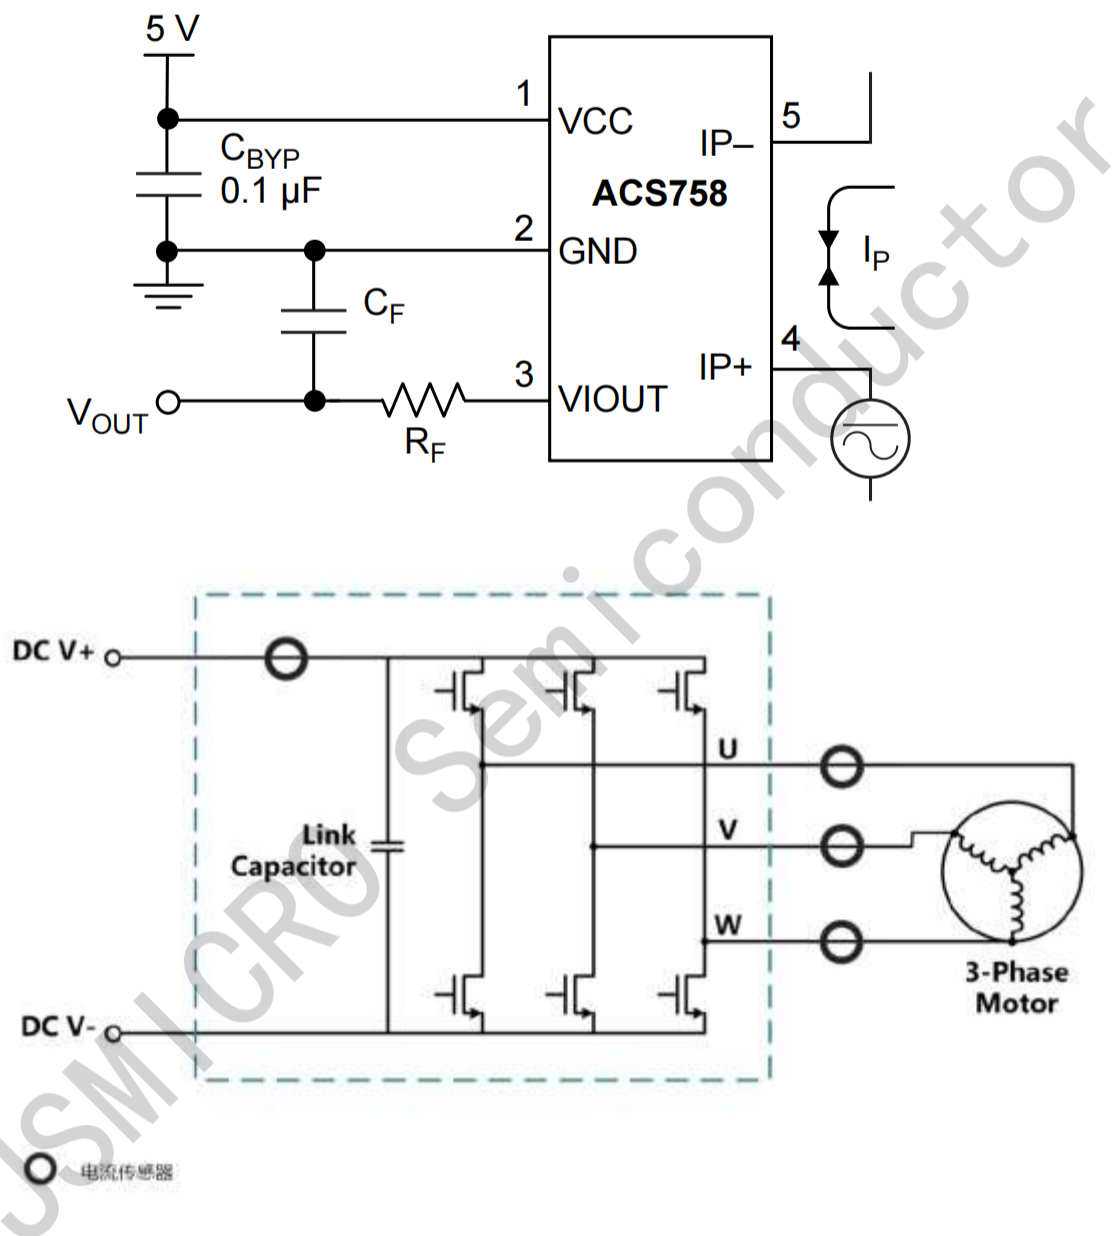 5 V
1
VCC
5
CBYP
0.1 µF
IP–
ACS758
2
GND
IP
CF
4
IP+
3
VIOUT
VOUT
RF
DC V+
U
V
Link
Capacitor
W
3-Phase
Motor
DC V-
电流传感器
JSMICRO Semiconductor